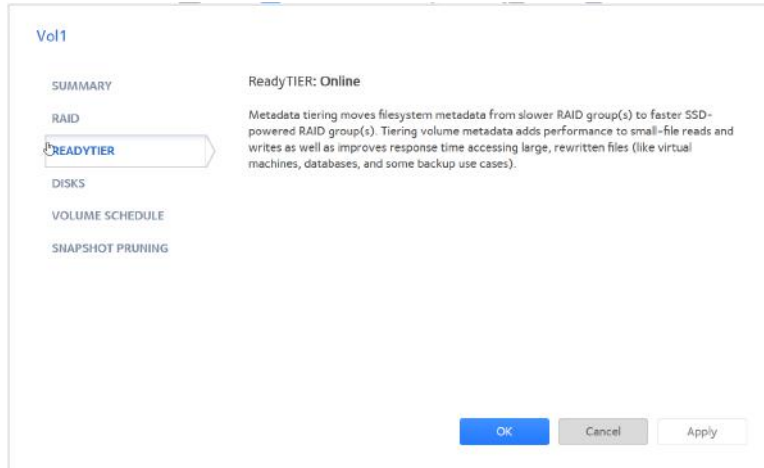 Vol1
SUMMARY
RAID
READYTIER
DISKS
VOLUME SCHEDULE
SNAPSHOT PRUNING
ReadyTIER: Online
Metadata tiering moves filesystem metadata from slower RAID group(s) to faster SSD-
powered RAID group(s). Tiering volume metadata adds performance to small-file reads and
writes as well as improves response time accessing large, rewritten files (like virtual
machines, databases, and some backup use cases).
OK
Cancel
Apply